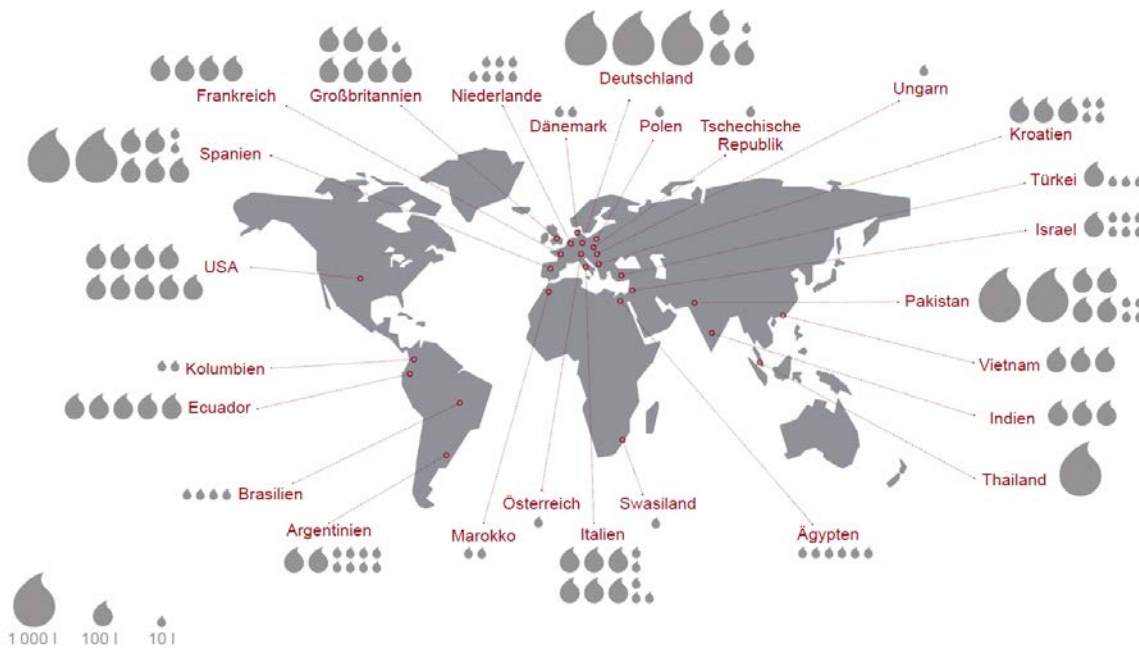 Deutschland
Frankreich
Großbritannien
Niederlande
Ungarn
Dänemark
Polen
Tschechische
Republik
Kroatien
Spanien
Türkei
Israel
USA
Pakistan
Vietnam
Kolumbien
Ecuador
Indien
Thailand
Brasilien
Österreich
Swasiland
Argentinien
Marokko
Italien
Ägypten
1 000 l
100 l
10 l